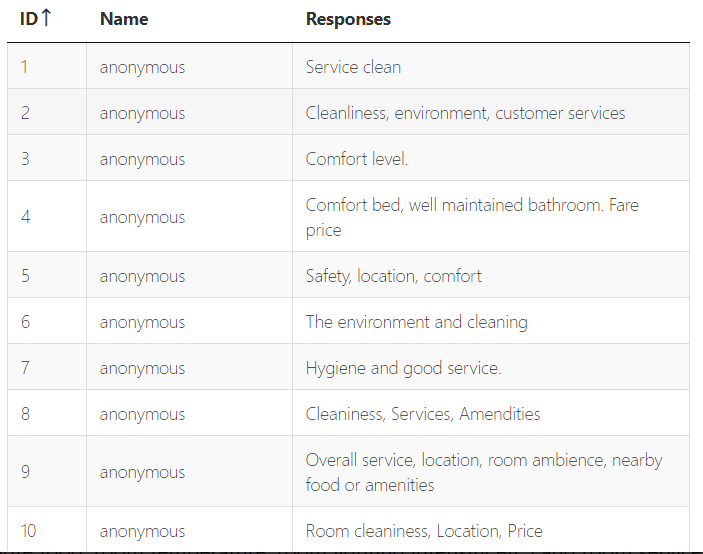 ID↑ Name Responses
1 anonymous Service clean
2 anonymous Cleanliness, environment, customer services
3 anonymous Comfort level.
4 anonymous Comfort bed, well maintained bathroom. Fare
price
5 anonymous Safety, location, comfort
6 anonymous The environment and cleaning
7 anonymous Hygiene and good service.
8 anonymous Cleaniness, Services, Amendities
9 anonymous Overall service, location, room ambience, nearby
food or amenities
10 anonymous Room cleaniness, Location, Price